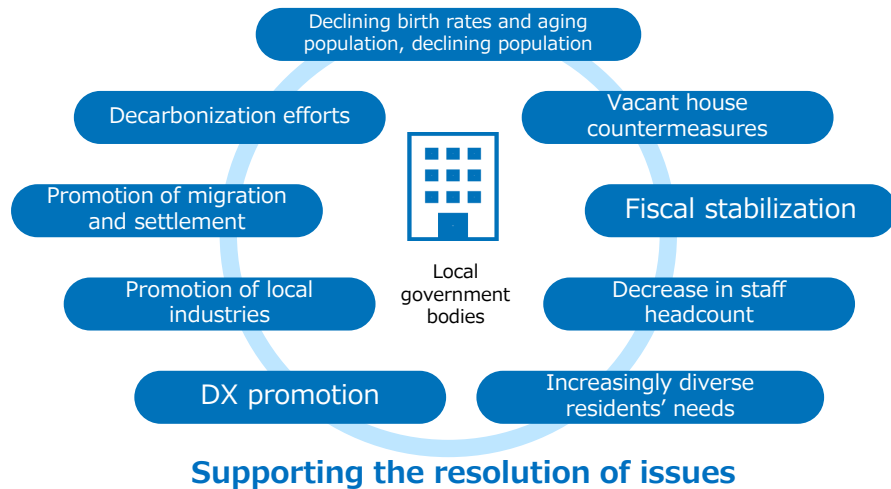 Declining birth rates and aging
population, declining population
Decarbonization efforts
Vacant house
countermeasures
Promotion of migration
and settlement
Fiscal stabilization
Local
government
bodies
Promotion of local
industries
Decrease in staff
headcount
DX promotion
Increasingly diverse
residents’ needs
Supporting the resolution of issues